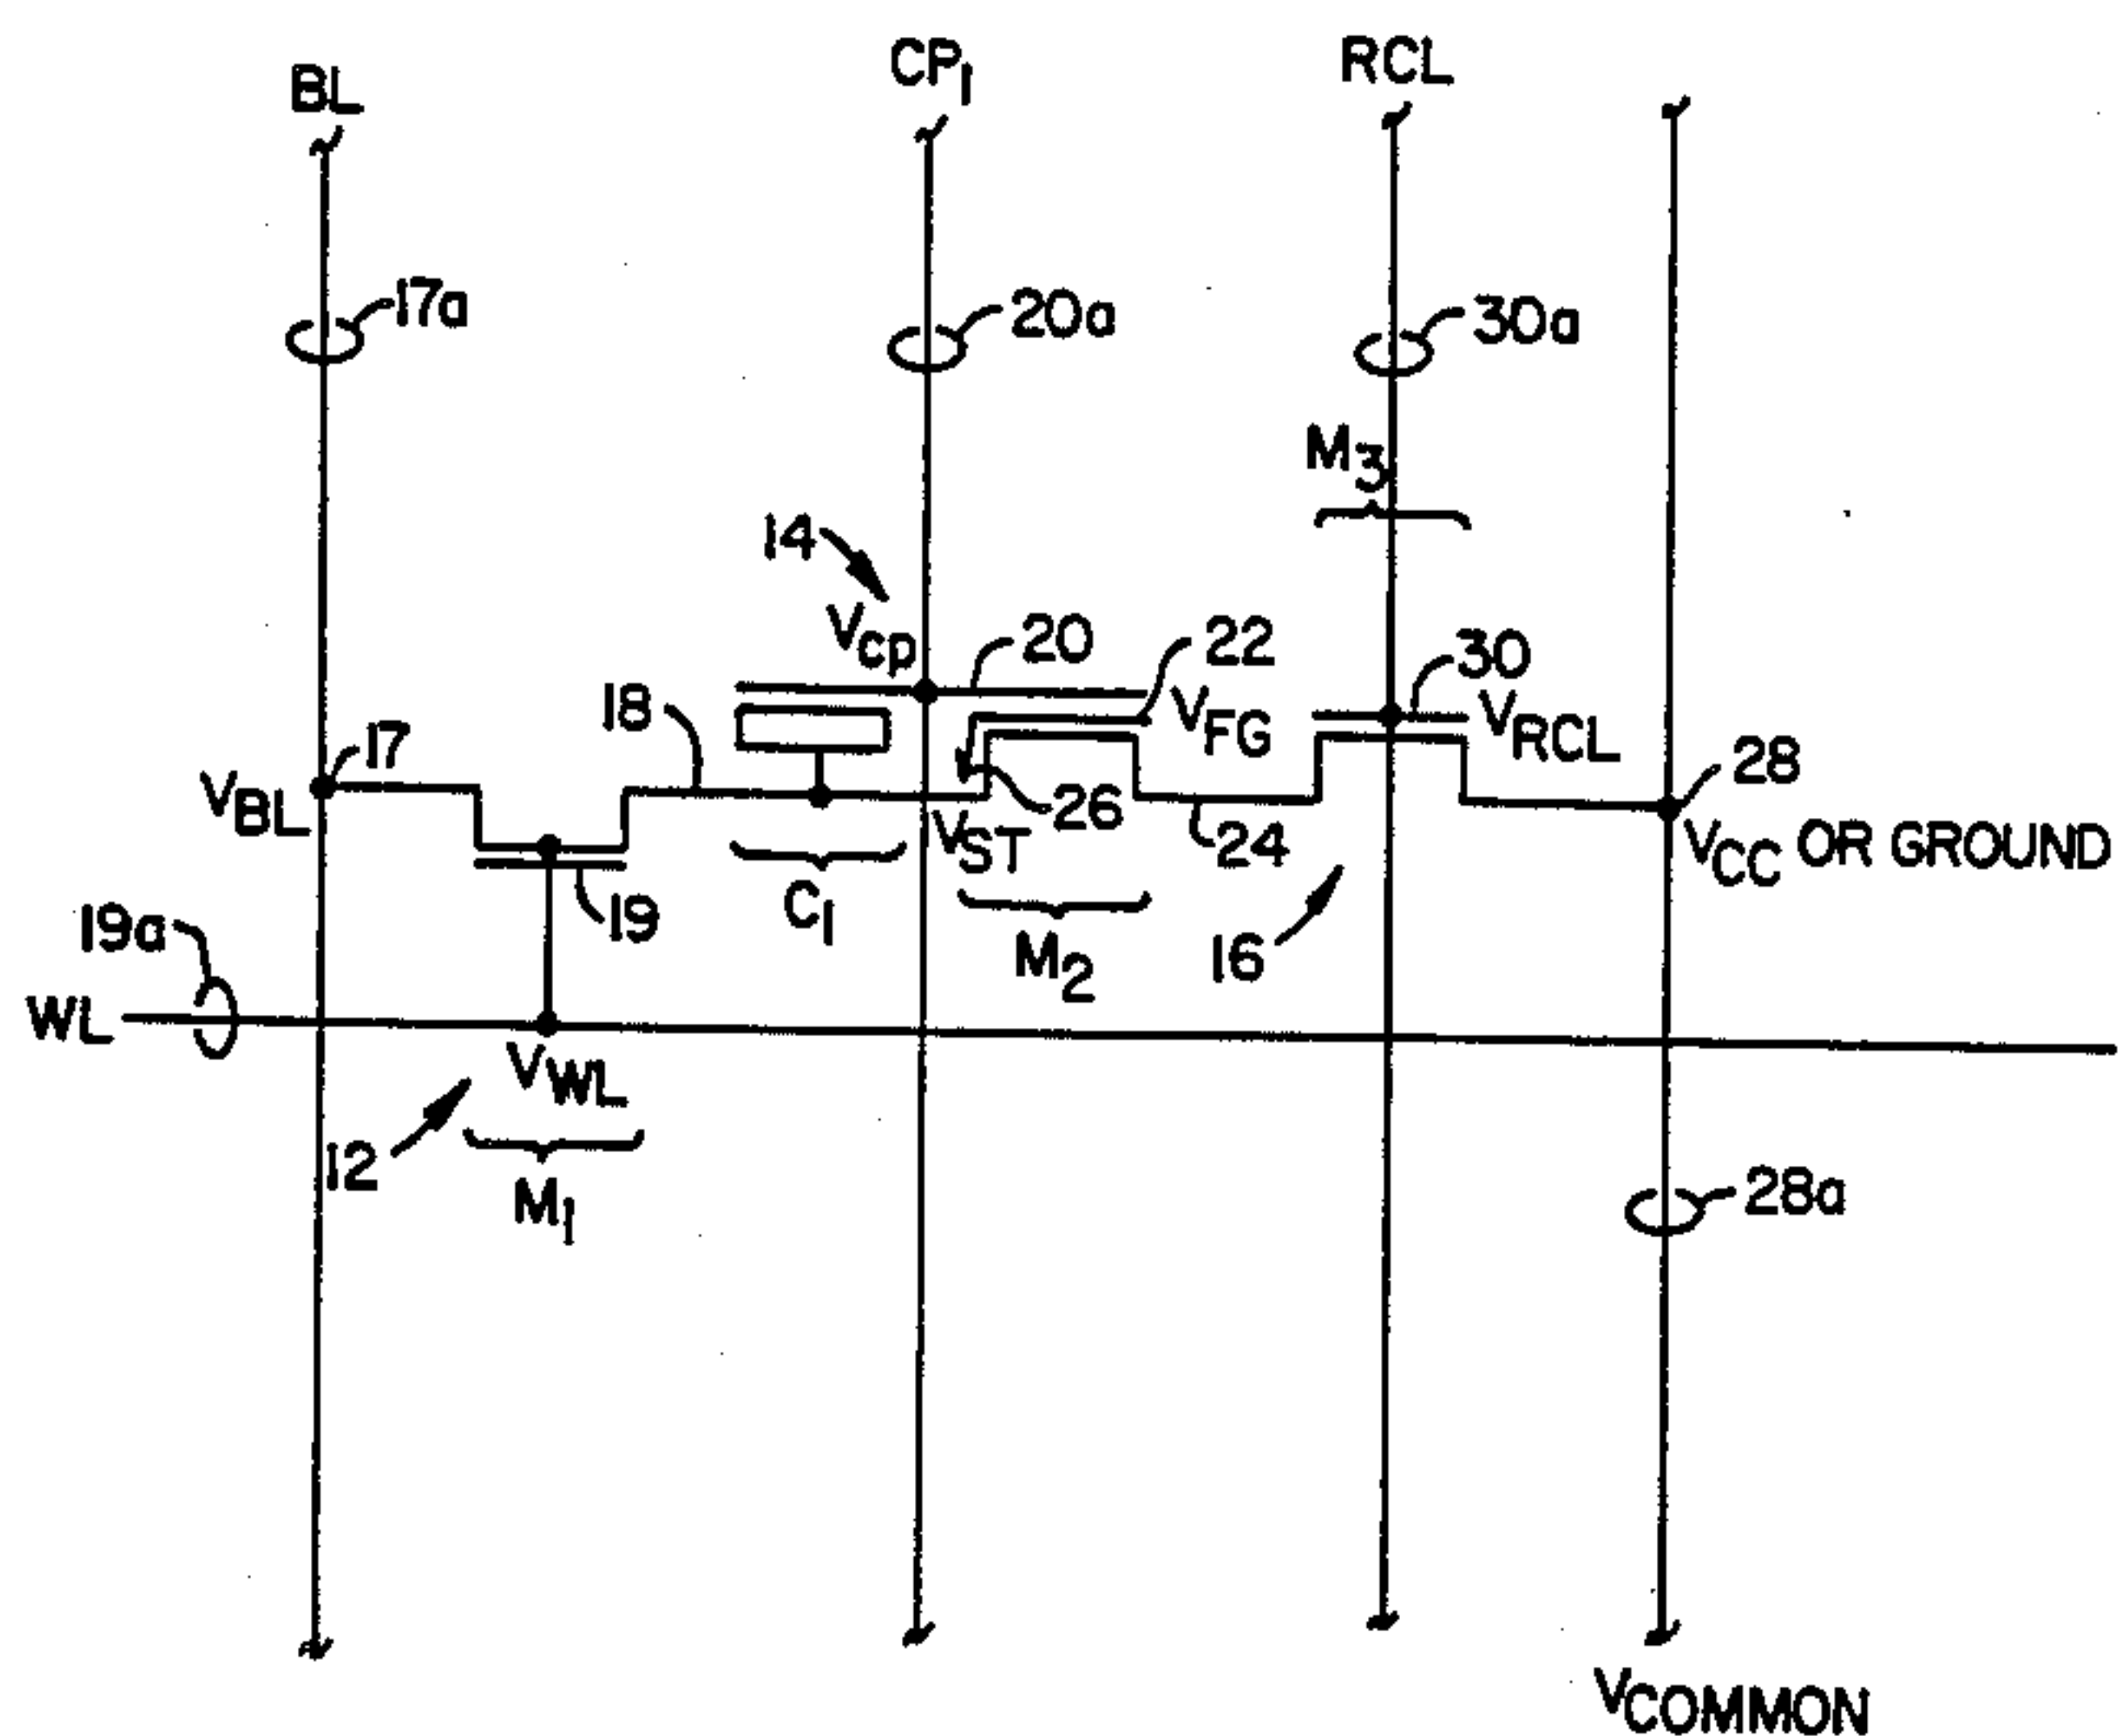 BL
CP1
RCL
17a
20a
30a
M3
14
Vcp
20
22
30
18
VFG
VRCL
17
28
VBL
26
VST
24
VCC OR GROUND
C1
19
19a
M2
16
WL
VWL
12
M1
28a
VCOMMON